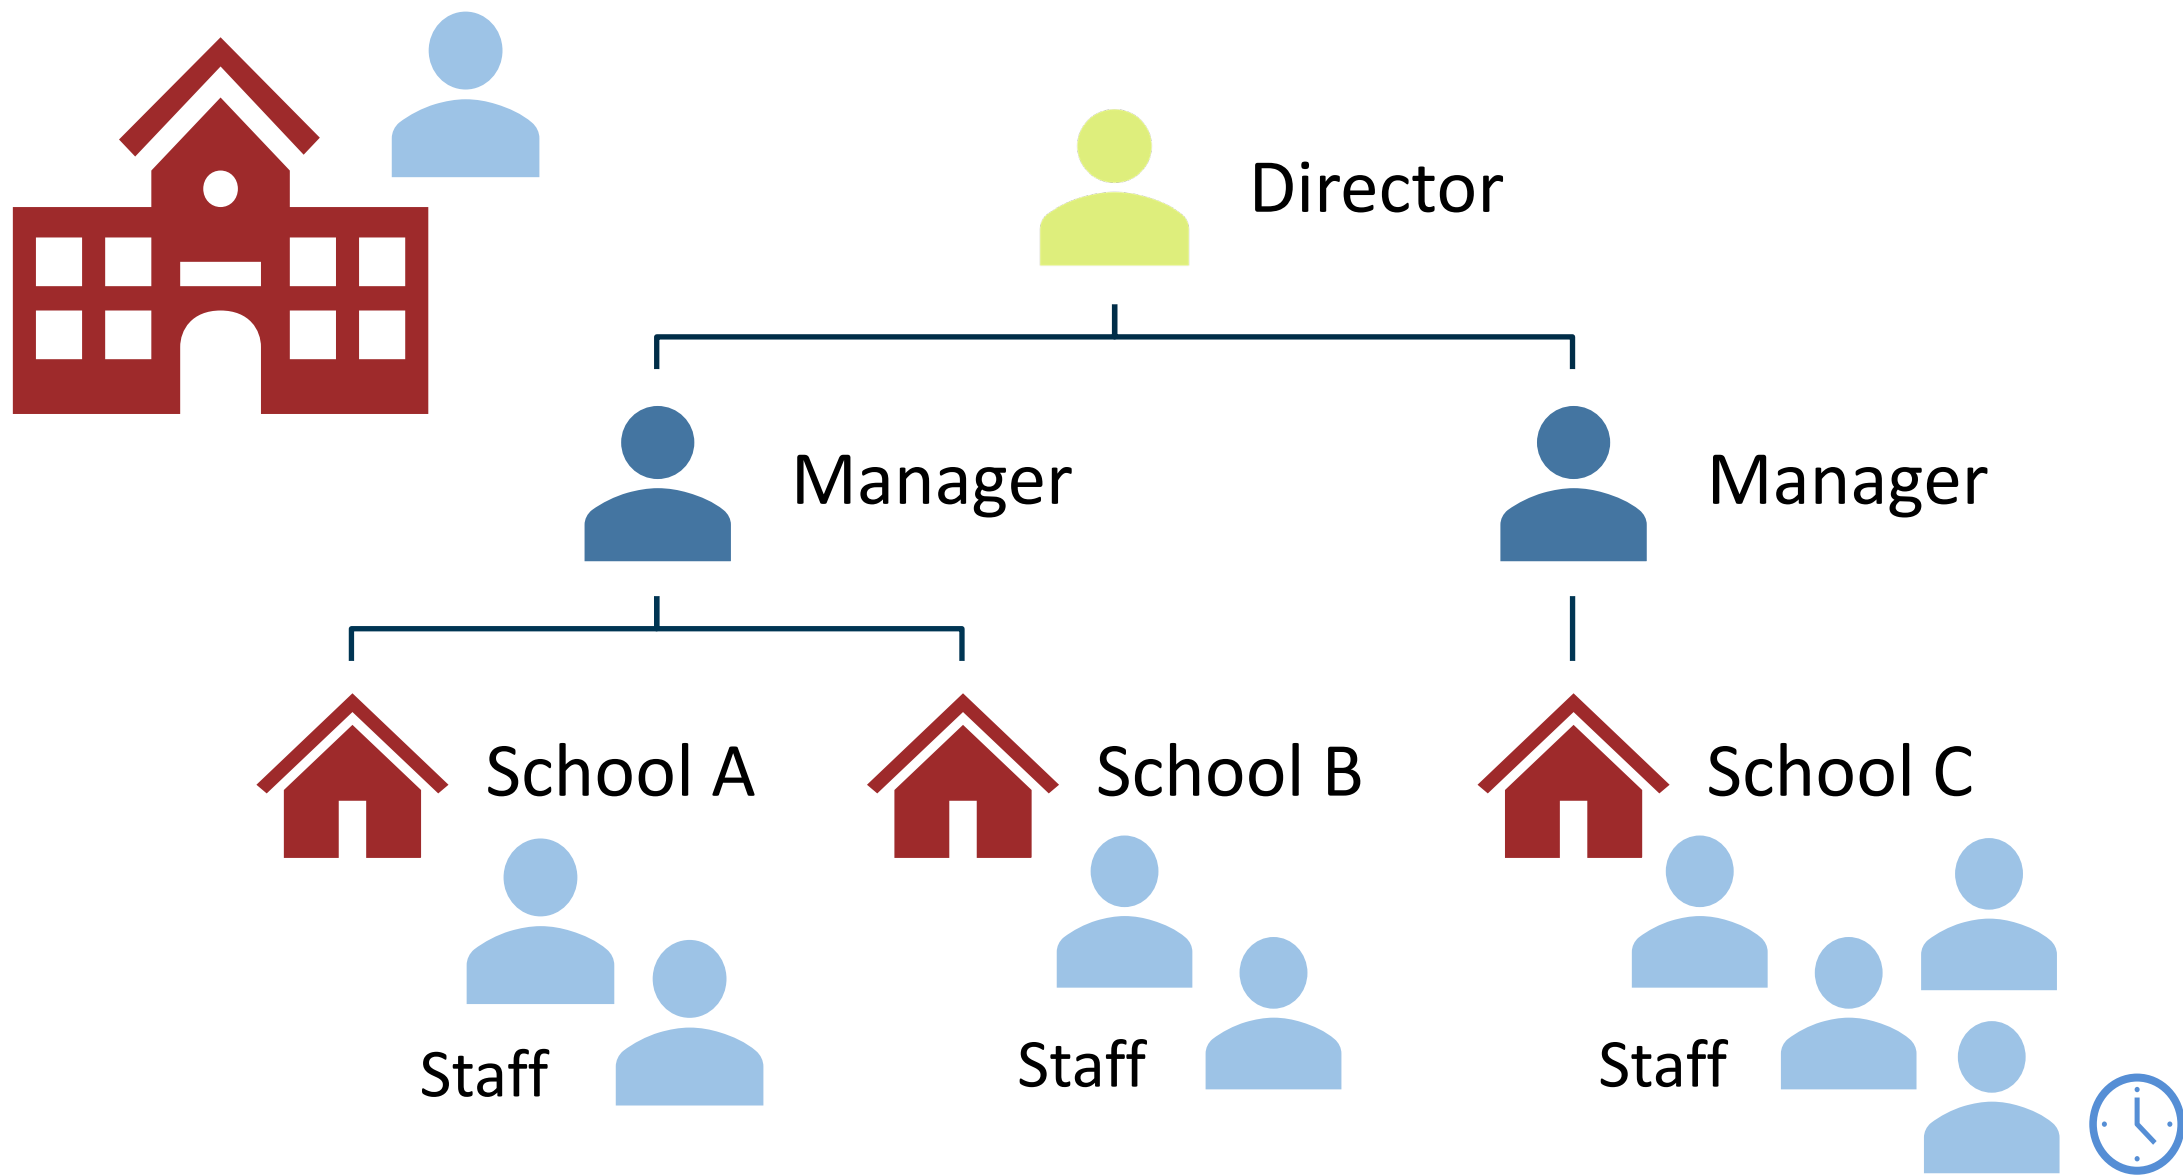 Director
Manager
Manager
School A
School B
School C
Staff
Staff
Staff